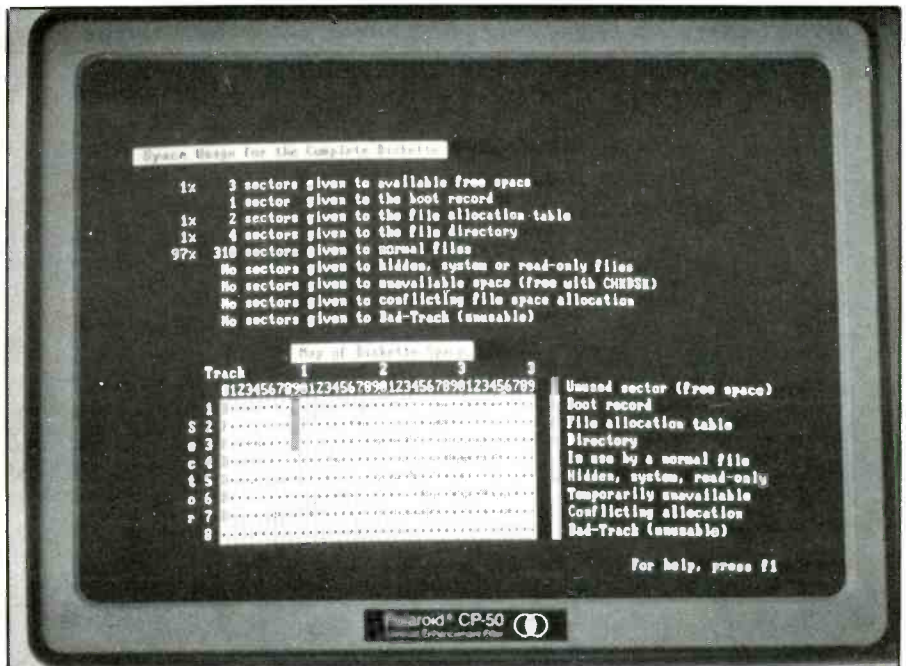 Space Usage for the Complete Diskette
1% 3 sectors given to available free space
1 sector given to the boot record
1% 2 sectors given to the file allocation table
1% 4 sectors given to the file directory
97% 310 sectors given to normal files
No sectors given to hidden, system or read-only files
No sectors given to unavailable space (free with CHKDSK)
No sectors given to conflicting file space allocation
No sectors given to Bad-Track (unusable)
Map of Diskette Space
Track 1 2 3 3
0123456789012345678901234567890123456789
Unused sector (free space)
1 Boot record
S 2 File allocation table
e 3 Directory
c 4 In use by a normal file
t 5 Hidden, system, read-only
o 6 Temporarily unavailable
r 7 Conflicting allocation
8 Bad-Track (unusable)
For help, press f1
Polaroid® CP-50